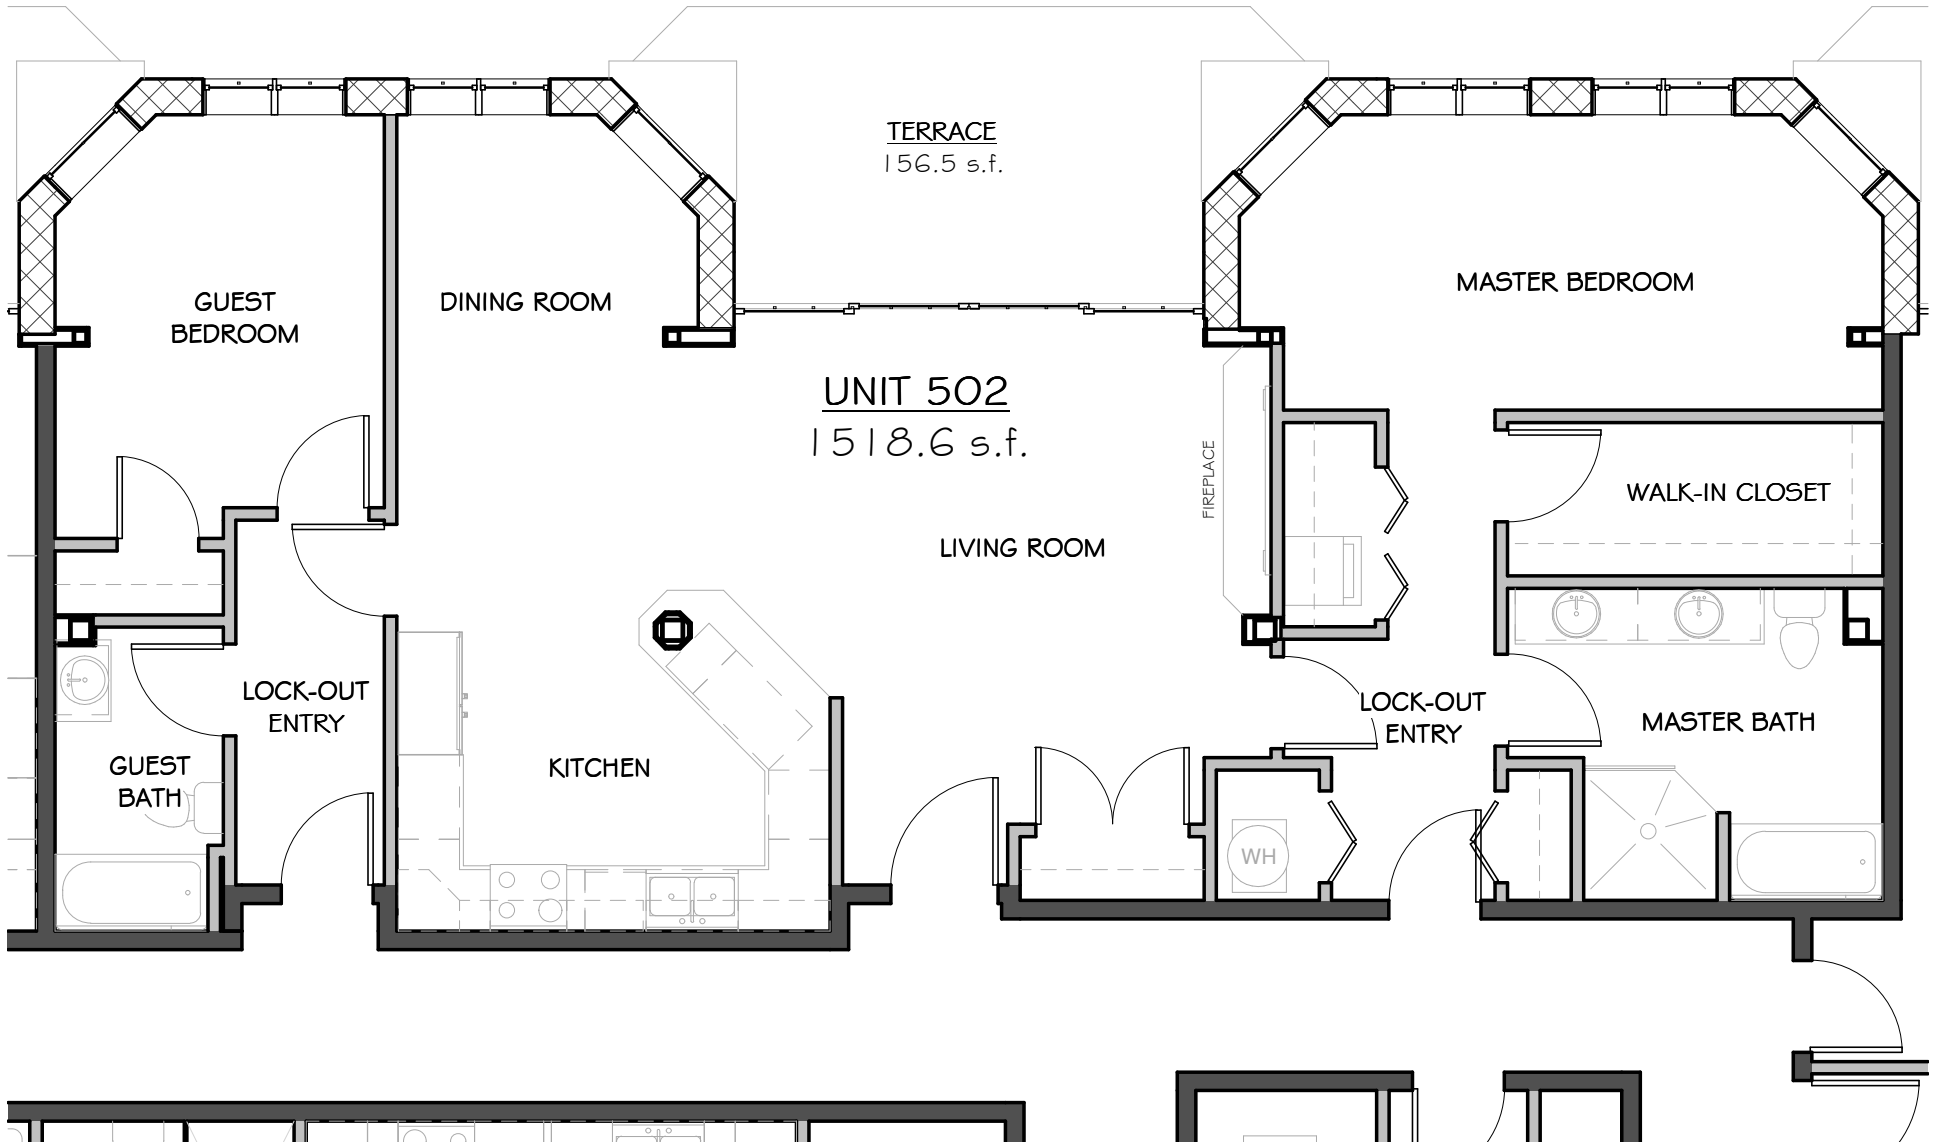 TERRACE
156.5 s.f.
GUEST
BEDROOM
DINING ROOM
MASTER BEDROOM
UNIT 502
1518.6 s.f.
FIREPLACE
WALK-IN CLOSET
LIVING ROOM
LOCK-OUT
ENTRY
LOCK-OUT
ENTRY
MASTER BATH
GUEST
BATH
KITCHEN
WH